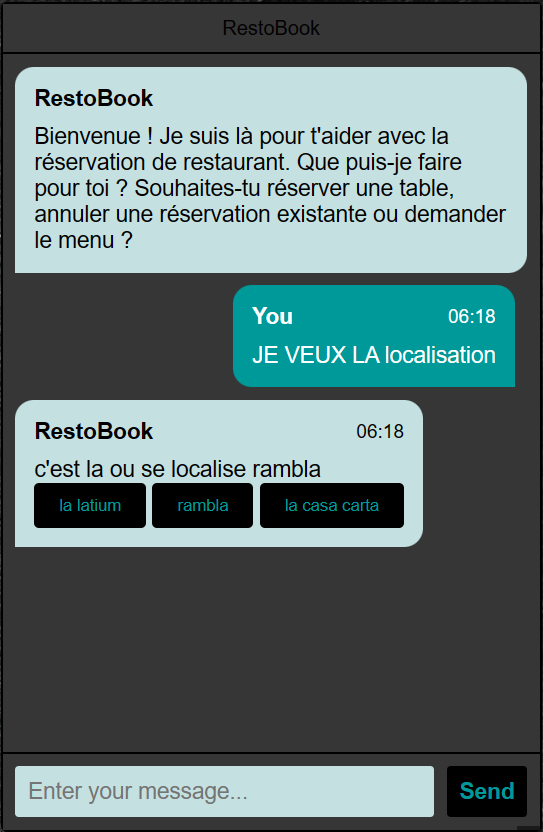 RestoBook
RestoBook
Bienvenue ! Je suis là pour t'aider avec la
réservation de restaurant. Que puis-je faire
pour toi ? Souhaites-tu réserver une table,
annuler une réservation existante ou demander
le menu ?
You 06:18
JE VEUX LA localisation
RestoBook 06:18
c'est la ou se localise rambla
la latium rambla la casa carta
Enter your message... Send